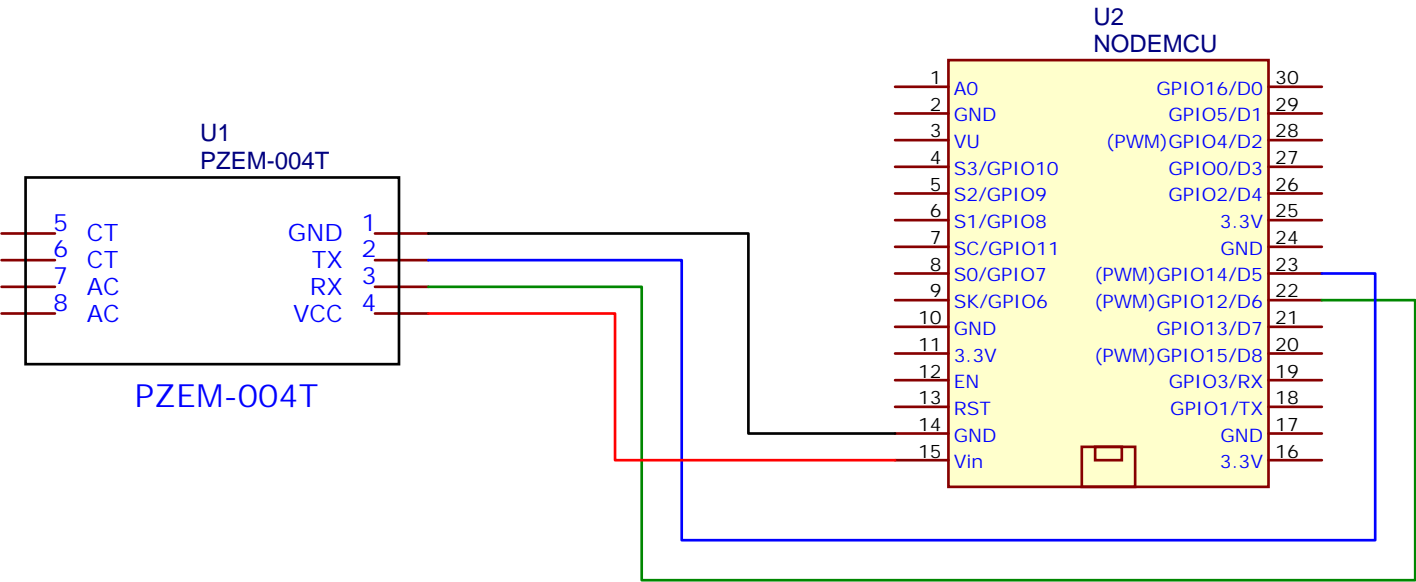 U1
PZEM-004T
5 CT GND 1
6 CT TX 2
7 AC RX 3
8 AC VCC 4
PZEM-004T
U2
NODEMCU
1 A0 GPIO16/D0 30
2 GND GPIO5/D1 29
3 VU (PWM)GPIO4/D2 28
4 S3/GPIO10 GPIO0/D3 27
5 S2/GPIO9 GPIO2/D4 26
6 S1/GPIO8 3.3V 25
7 SC/GPIO11 GND 24
8 S0/GPIO7 (PWM)GPIO14/D5 23
9 SK/GPIO6 (PWM)GPIO12/D6 22
10 GND GPIO13/D7 21
11 3.3V (PWM)GPIO15/D8 20
12 EN GPIO3/RX 19
13 RST GPIO1/TX 18
14 GND GND 17
15 Vin 3.3V 16